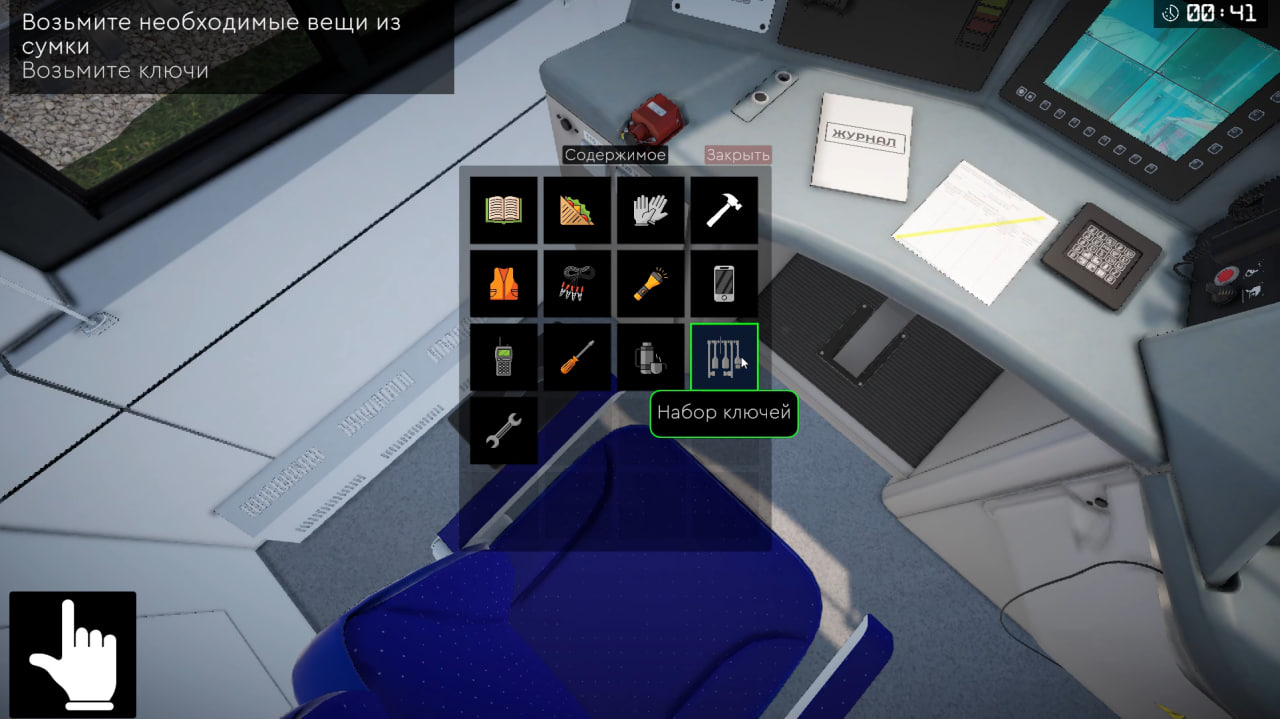 Возьмите необходимые вещи из
сумки
Возьмите ключи
00:41
ЖУРНАЛ
Содержимое
Закрыть
Набор ключей